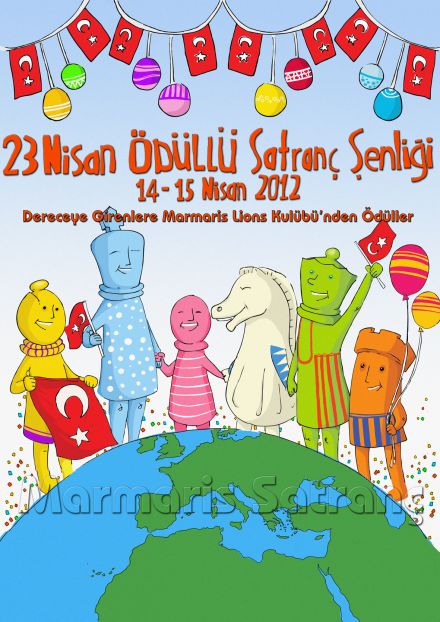 23 Nisan ÖDÜLLÜ Satranç Şenliği
14-15 Nisan 2012
Dereceye Girenlere Marmaris Lions Kulübü'nden Ödüller
Marmaris Satranç